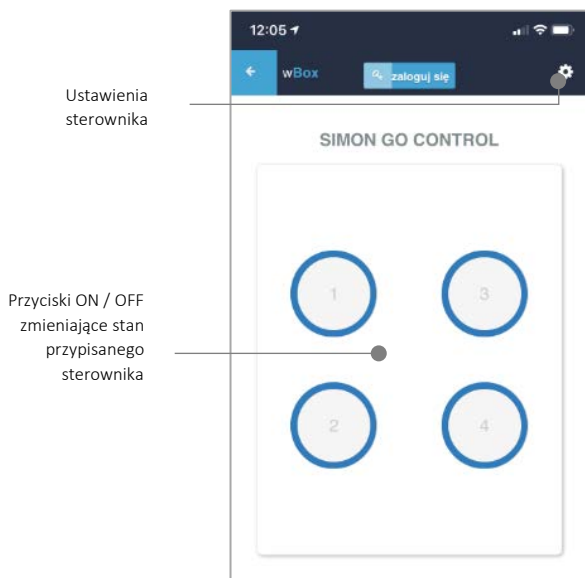 12:05
wBox
zaloguj się
Ustawienia
sterownika
SIMON GO CONTROL
1
3
Przyciski ON / OFF
zmieniające stan
przypisanego
sterownika
2
4